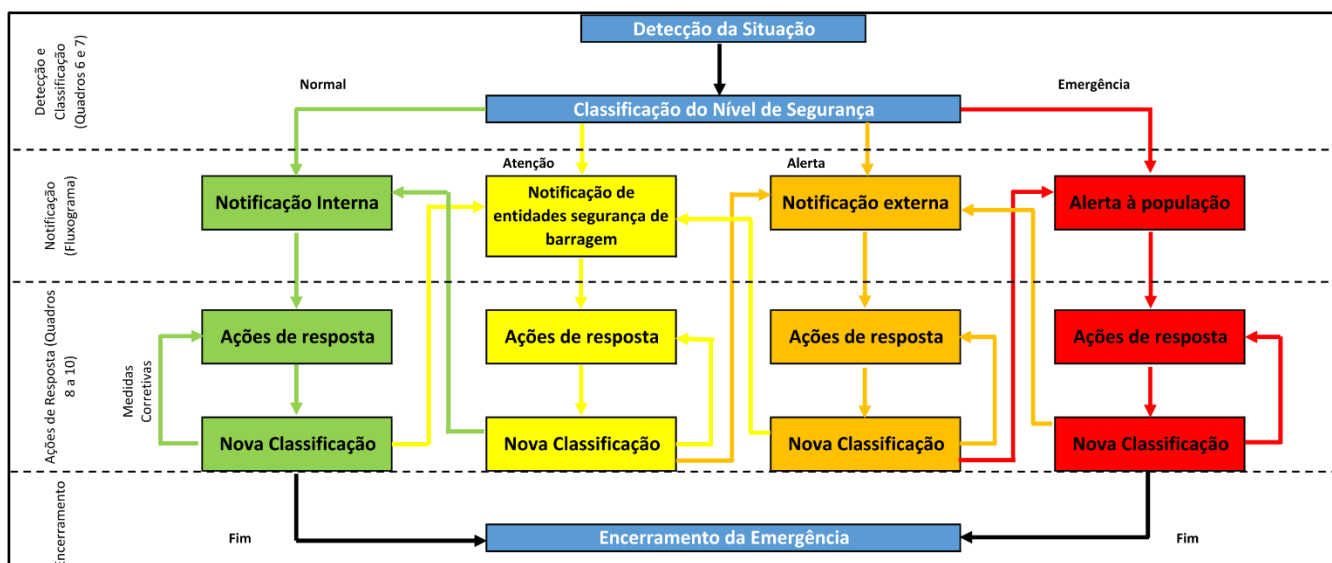 Detecção da Situação
Detecção e
Classificação
(Quadros 6 e 7)
Normal
Emergência
Classificação do Nível de Segurança
Atenção
Alerta
Notificação
(Fluxograma)
Notificação Interna
Notificação de
entidades segurança de
barragem
Notificação externa
Alerta à população
Ações de Resposta (Quadros
8 a 10)
Medidas
Corretivas
Ações de resposta
Ações de resposta
Ações de resposta
Ações de resposta
Nova Classificação
Nova Classificação
Nova Classificação
Nova Classificação
Encerramento
Fim
Encerramento da Emergência
Fim